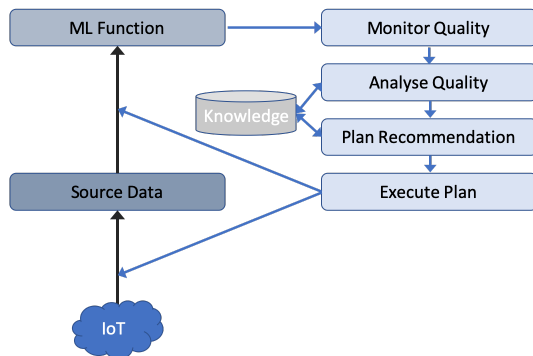 ML Function
Monitor Quality
Analyse Quality
Knowledge
Plan Recommendation
Source Data
Execute Plan
IoT